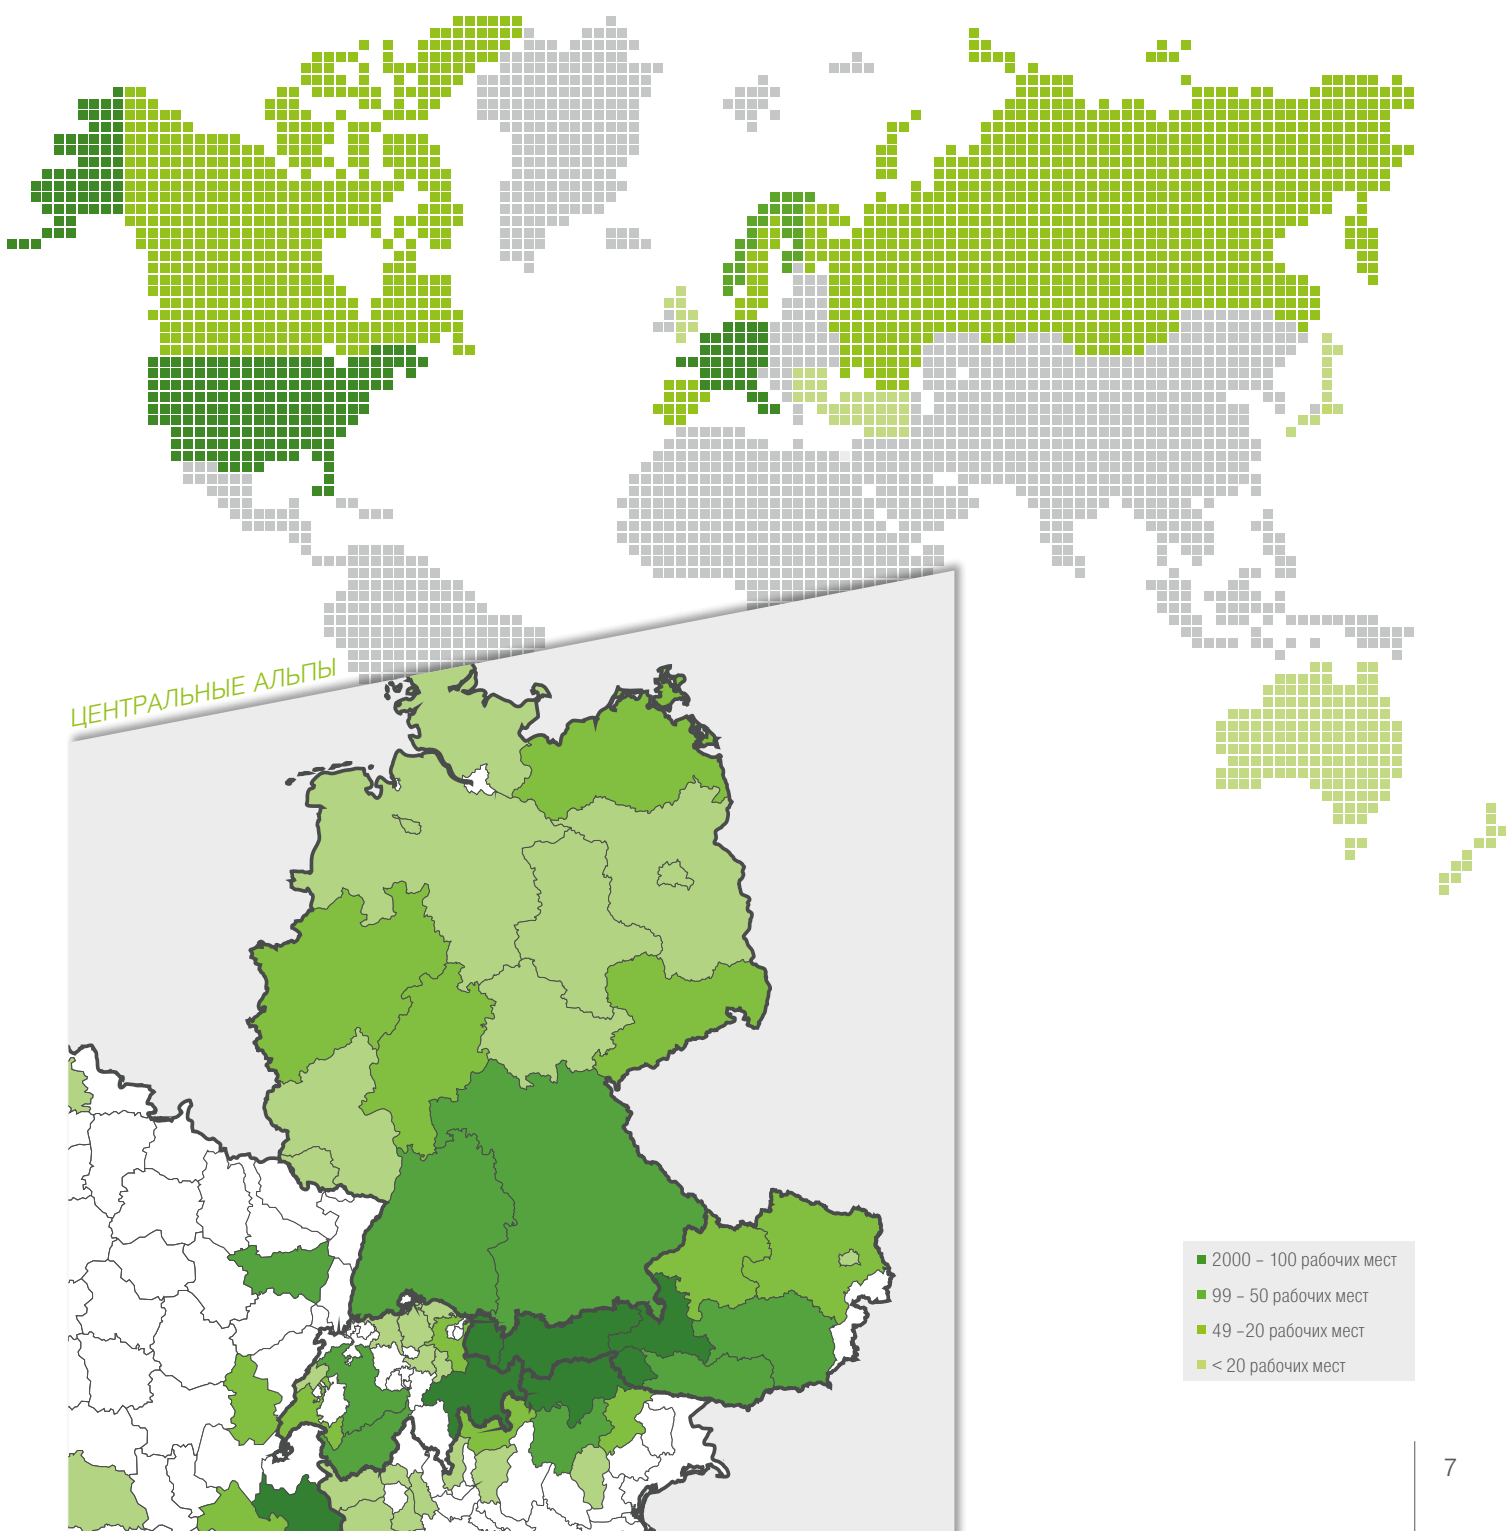 ЦЕНТРАЛЬНЫЕ АЛЬПЫ
2000 – 100 рабочих мест
99 – 50 рабочих мест
49 –20 рабочих мест
< 20 рабочих мест
7